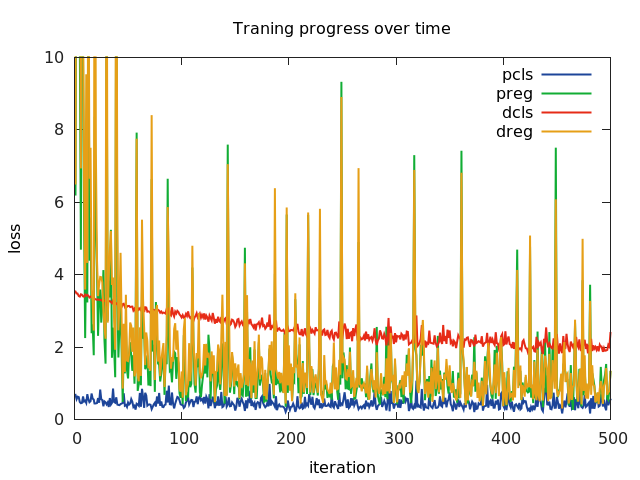 Traning progress over time
10
8
6
4
2
0
loss
pcls
preg
dcls
dreg
0 100 200 300 400 500
iteration